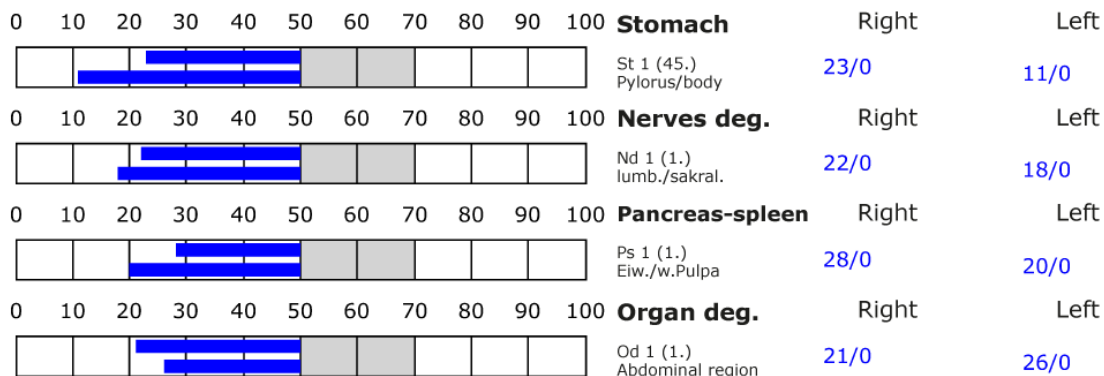 0 10 20 30 40 50 60 70 80 90 100 Stomach Right Left
St 1 (45.) 23/0 11/0
Pylorus/body
0 10 20 30 40 50 60 70 80 90 100 Nerves deg. Right Left
Nd 1 (1.) 22/0 18/0
lumb./sakral.
0 10 20 30 40 50 60 70 80 90 100 Pancreas-spleen Right Left
Ps 1 (1.) 28/0 20/0
Eiw./w.Pulpa
0 10 20 30 40 50 60 70 80 90 100 Organ deg. Right Left
Od 1 (1.) 21/0 26/0
Abdominal region